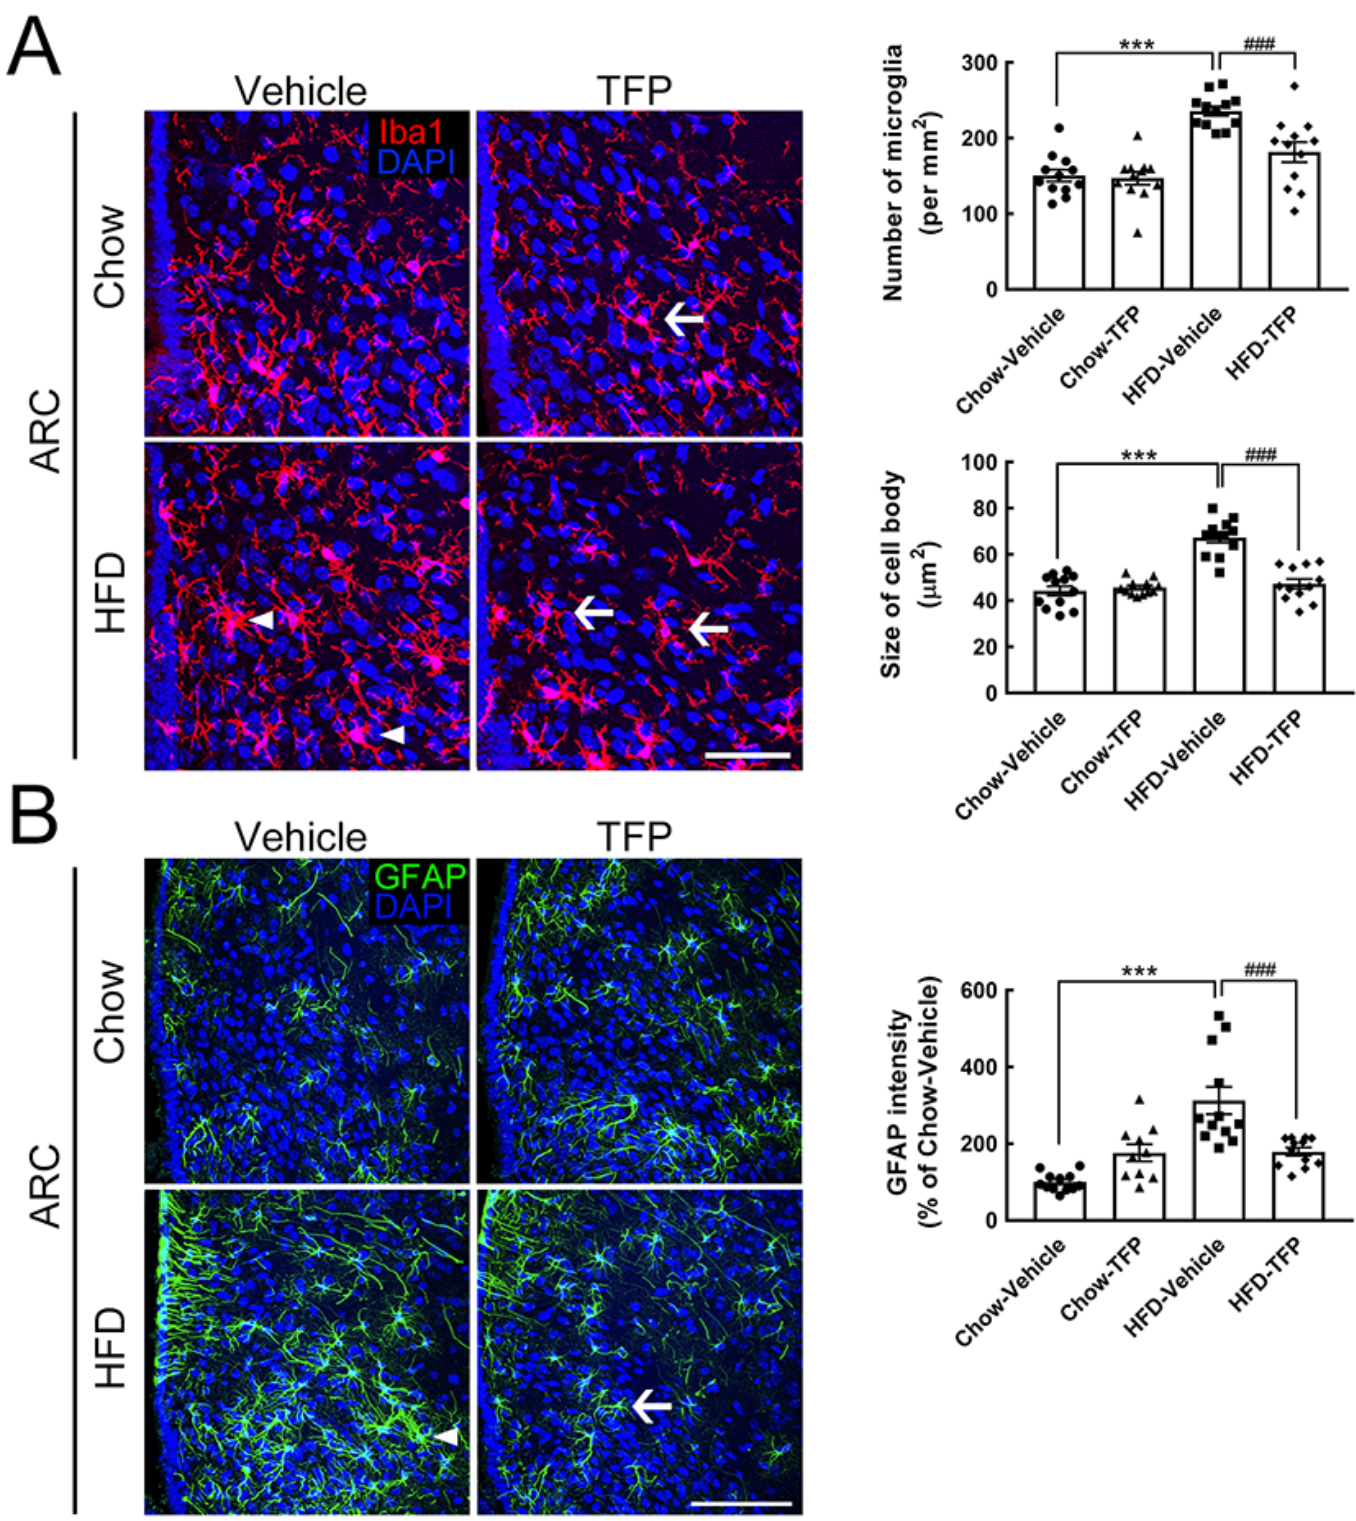 A
Vehicle
TFP
Iba1
DAPI
Chow
HFD
ARC
Number of microglia
(per mm²)
300
200
100
0
***
###
Chow-Vehicle
Chow-TFP
HFD-Vehicle
HFD-TFP
Size of cell body
(μm²)
100
80
60
40
20
0
***
###
Chow-Vehicle
Chow-TFP
HFD-Vehicle
HFD-TFP
B
Vehicle
TFP
GFAP
DAPI
Chow
HFD
ARC
GFAP intensity
(% of Chow-Vehicle)
600
400
200
0
***
###
Chow-Vehicle
Chow-TFP
HFD-Vehicle
HFD-TFP